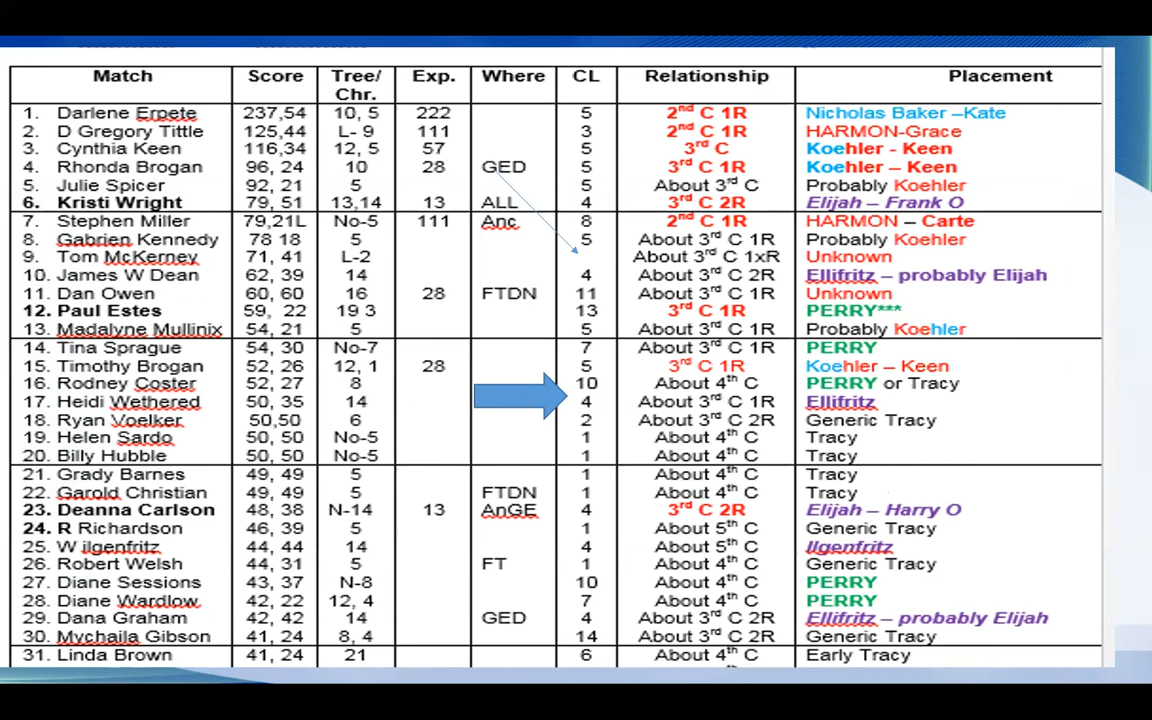 Match Score Tree/ Chr. Exp. Where CL Relationship Placement
1. Darlene Erpete 237,54 10, 5 222 5 2nd C 1R Nicholas Baker –Kate
2. D Gregory Tittle 125,44 L- 9 111 3 2nd C 1R HARMON-Grace
3. Cynthia Keen 116,34 12, 5 57 5 3rd C Koehler - Keen
4. Rhonda Brogan 96, 24 10 28 GED 5 3rd C 1R Koehler – Keen
5. Julie Spicer 92, 21 5 5 About 3rd C Probably Koehler
6. Kristi Wright 79, 51 13,14 13 ALL 4 3rd C 2R Elijah – Frank O
7. Stephen Miller 79,21L No-5 111 Anc 8 2nd C 1R HARMON – Carte
8. Gabrien Kennedy 78 18 5 5 About 3rd C 1R Probably Koehler
9. Tom McKerney 71, 41 L-2 About 3rd C 1xR Unknown
10. James W Dean 62, 39 14 4 About 3rd C 2R Ellifritz – probably Elijah
11. Dan Owen 60, 60 16 28 FTDN 11 About 3rd C 1R Unknown
12. Paul Estes 59, 22 19 3 13 3rd C 1R PERRY***
13. Madalyne Mullinix 54, 21 5 5 About 3rd C 1R Probably Koehler
14. Tina Sprague 54, 30 No-7 7 About 3rd C 1R PERRY
15. Timothy Brogan 52, 26 12, 1 28 5 3rd C 1R Koehler – Keen
16. Rodney Coster 52, 27 8 10 About 4th C PERRY or Tracy
17. Heidi Wethered 50, 35 14 4 About 3rd C 1R Ellifritz
18. Ryan Voelker 50,50 6 2 About 3rd C 2R Generic Tracy
19. Helen Sardo 50, 50 No-5 1 About 4th C Tracy
20. Billy Hubble 50, 50 No-5 1 About 4th C Tracy
21. Grady Barnes 49, 49 5 1 About 4th C Tracy
22. Garold Christian 49, 49 5 FTDN 1 About 4th C Tracy
23. Deanna Carlson 48, 38 N-14 13 AnGE 4 3rd C 2R Elijah – Harry O
24. R Richardson 46, 39 5 1 About 5th C Generic Tracy
25. W ilgenfritz 44, 44 14 4 About 5th C Ilgenfritz
26. Robert Welsh 44, 31 5 FT 1 About 4th C Generic Tracy
27. Diane Sessions 43, 37 N-8 10 About 4th C PERRY
28. Diane Wardlow 42, 22 12, 4 7 About 4th C PERRY
29. Dana Graham 42, 42 14 GED 4 About 3rd C 2R Ellifritz – probably Elijah
30. Mychaila Gibson 41, 24 8, 4 14 About 3rd C 2R Generic Tracy
31. Linda Brown 41, 24 21 6 About 4th C Early Tracy